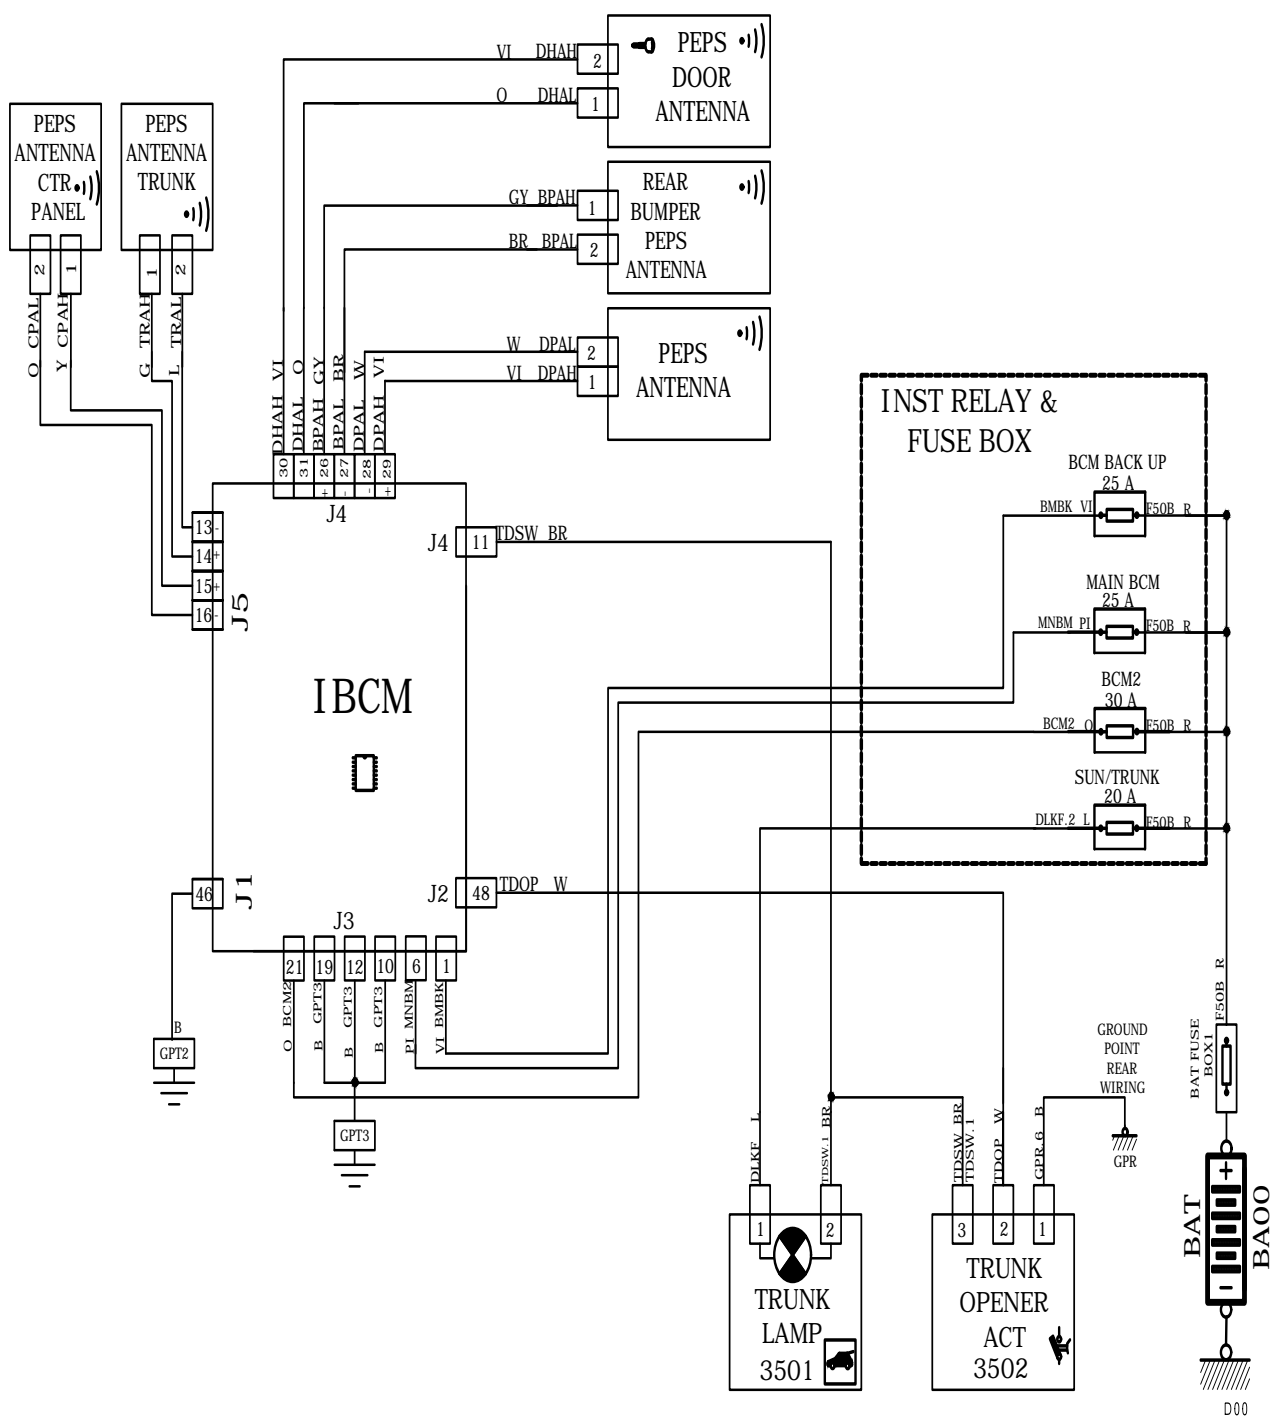 PEPS
DOOR
ANTENNA
VI DHAH 2
O DHAL 1
PEPS
ANTENNA
CTR
PANEL
2 1
O CPAL
Y CPAH
PEPS
ANTENNA
TRUNK
1 2
G TRAH
L TRAL
REAR
BUMPER
PEPS
ANTENNA
GY BPAH 1
BR BPAL 2
PEPS
ANTENNA
W DPAL 2
VI DPAH 1
DHAH VI
DHAL O
BPAH GY
BPAL BR
DPAL W
DPAH VI
30 31 26 27 28 29
+ - - +
J4
13-
14+
15+
16-
J5
J4 11 TDSW BR
IBCM
INST RELAY &
FUSE BOX
BCM BACK UP
25 A
BMBK VI F50B R
MAIN BCM
25 A
MNBM PI F50B R
BCM2
30 A
BCM2 O F50B R
SUN/TRUNK
20 A
DLKF.2 L F50B R
46 J1
J2 48 TDOP W
J3
21 19 12 10 6 1
O BCM2
B GPT3
B GPT3
B GPT3
PI MNBM
VI BMBK
B
GPT2
GPT3
F50B R
BAT FUSE
BOX1
GROUND
POINT
REAR
WIRING
GPR
DLKF L
TDSW.1 BR
TDSW BR
TDSW.1
TDOP W
GPR.6 B
1 2
TRUNK
LAMP
3501
3 2 1
TRUNK
OPENER
ACT
3502
+
BAT
BA00
-
D00